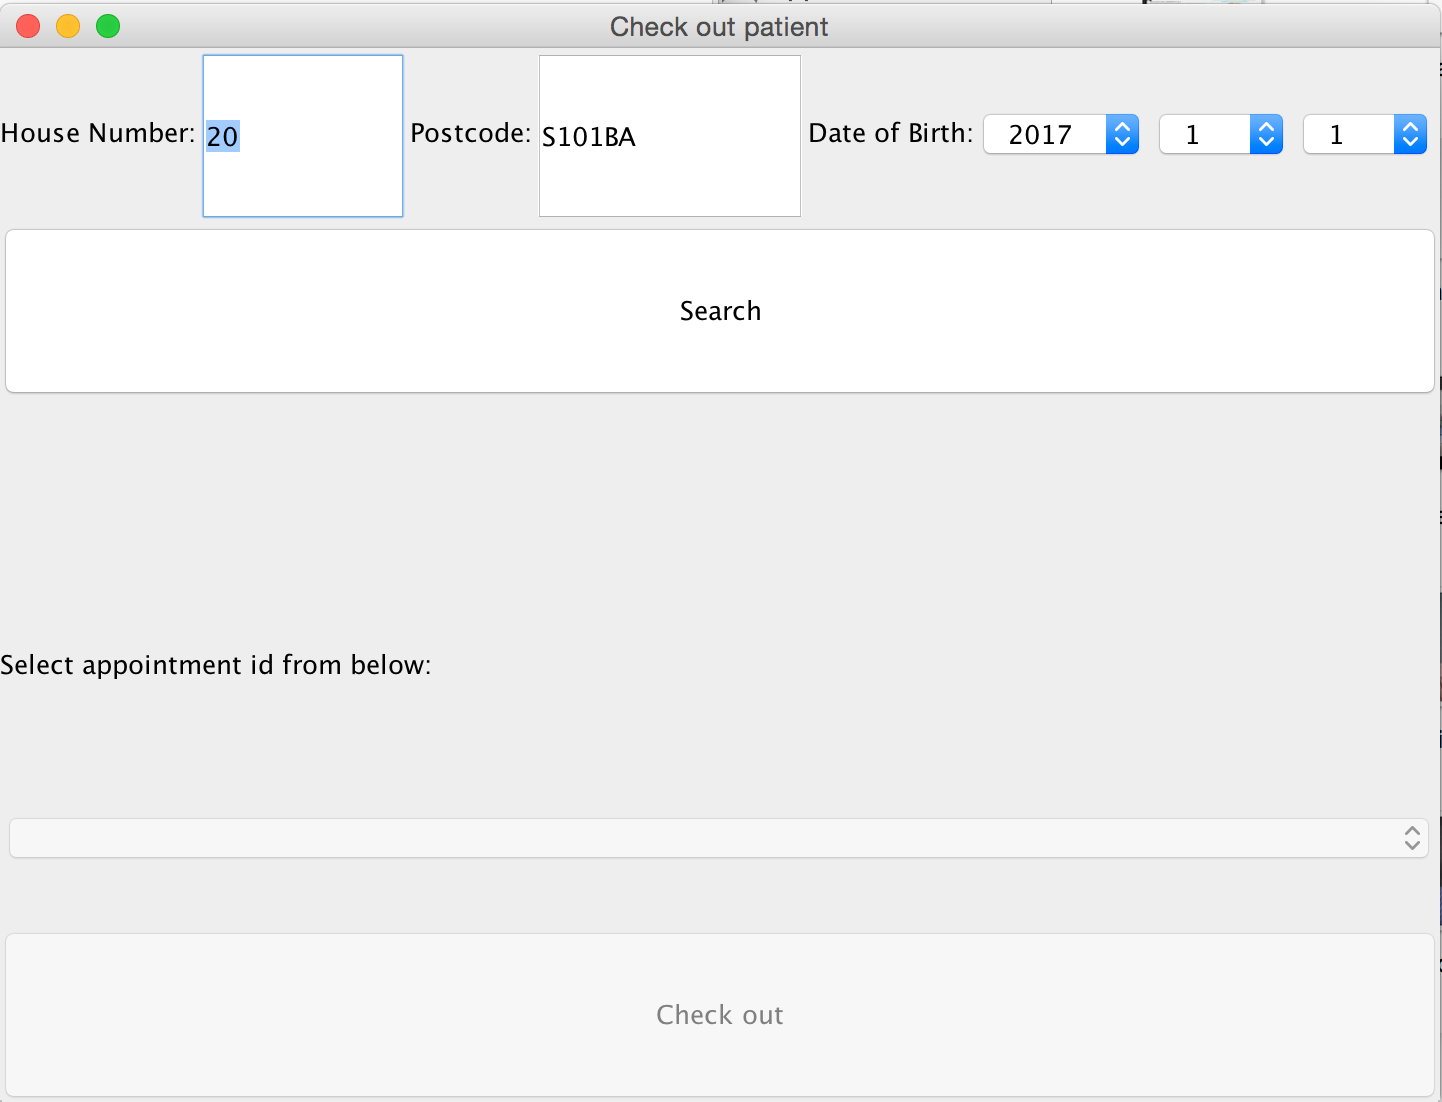 Check out patient
House Number: 20 Postcode: S101BA Date of Birth: 2017 1 1
Search
Select appointment id from below:
Check out